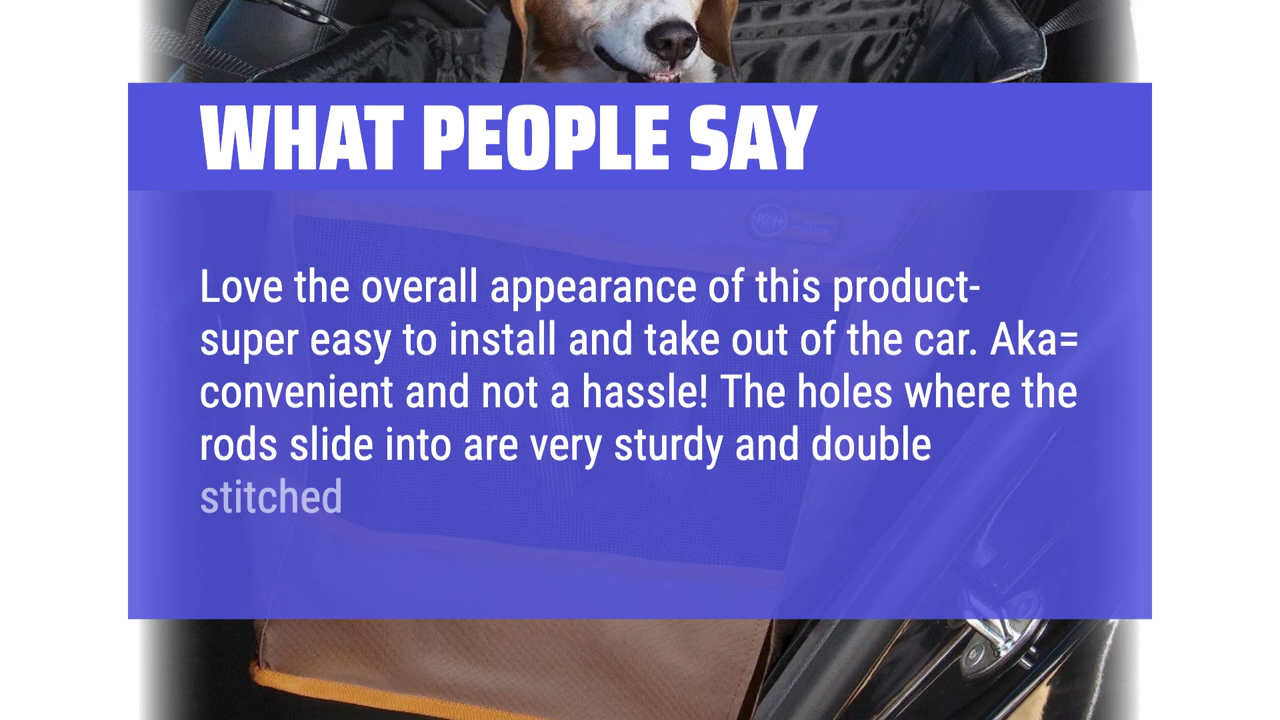 WHAT PEOPLE SAY
Love the overall appearance of this product-
super easy to install and take out of the car. Aka=
convenient and not a hassle! The holes where the
rods slide into are very sturdy and double
stitched